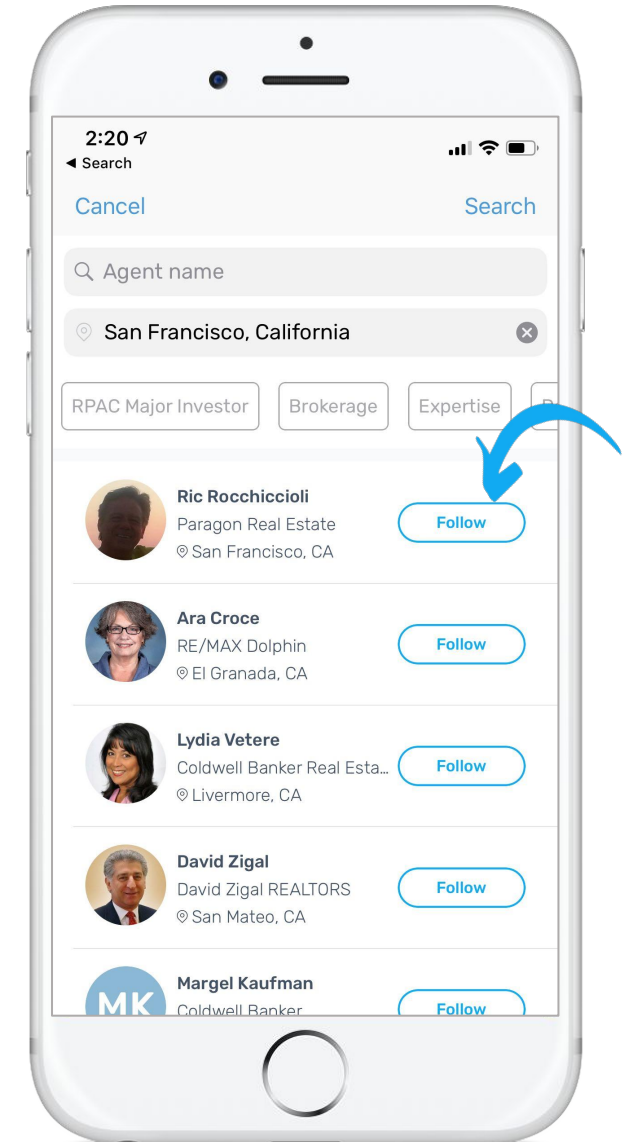 2:20
Search
Cancel
Search
Agent name
San Francisco, California
RPAC Major Investor
Brokerage
Expertise
Ric Rocchiccioli
Paragon Real Estate
San Francisco, CA
Follow
Ara Croce
RE/MAX Dolphin
El Granada, CA
Follow
Lydia Vetere
Coldwell Banker Real Esta...
Livermore, CA
Follow
David Zigal
David Zigal REALTORS
San Mateo, CA
Follow
MK
Margel Kaufman
Coldwell Banker
Follow